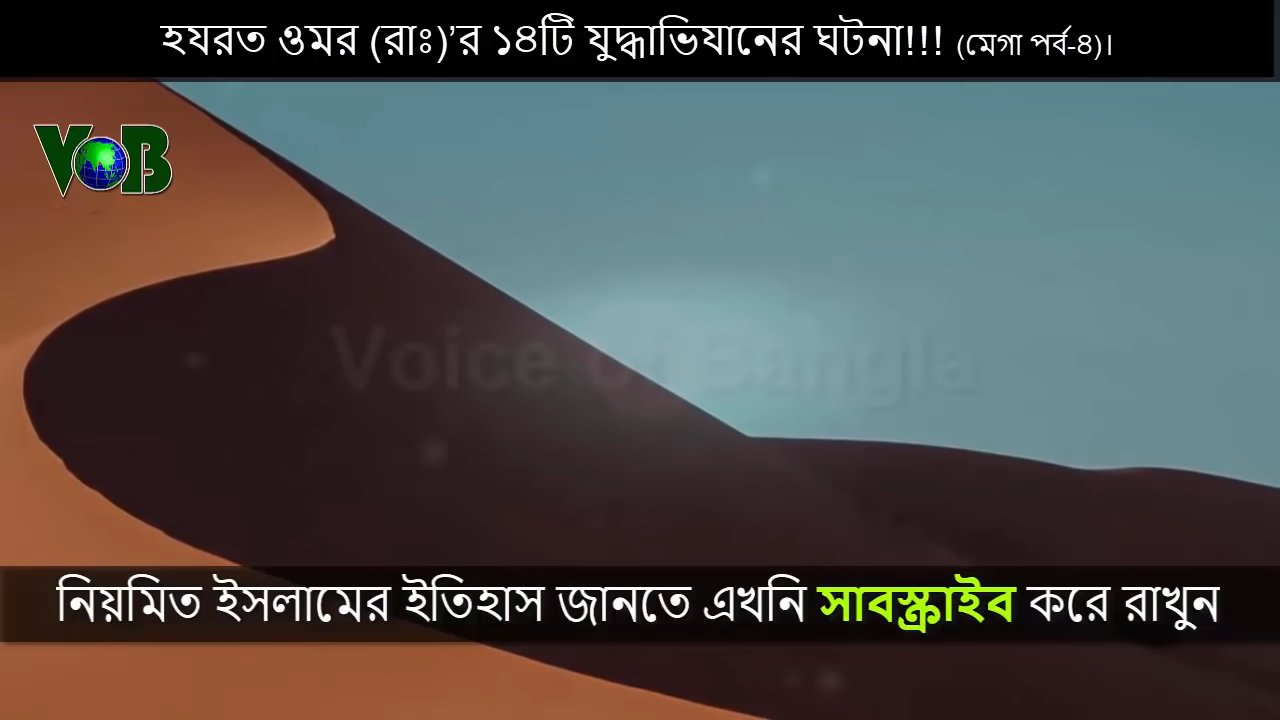 হযরত ওমর (রাঃ)’র ১৪টি যুদ্ধাভিযানের ঘটনা!!! (মেগা পর্ব-৪)।
VOB
Voice of Bangla
নিয়মিত ইসলামের ইতিহাস জানতে এখনি সাবস্ক্রাইব করে রাখুন